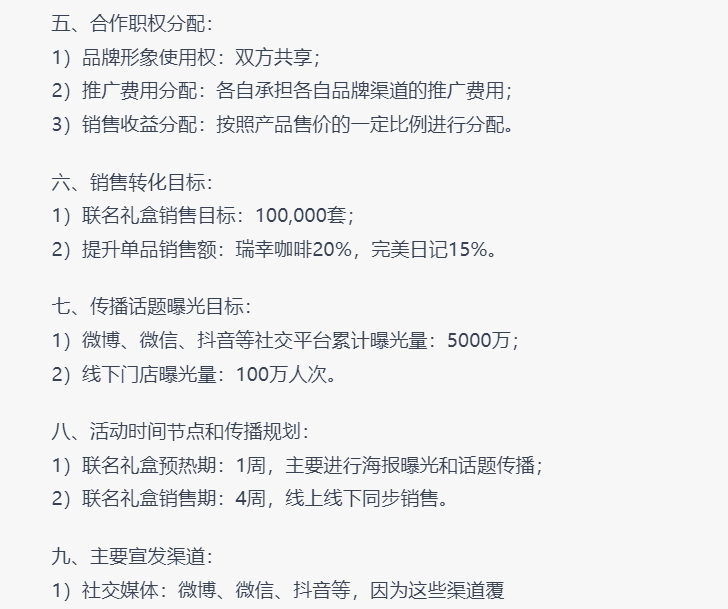 五、合作职权分配：
1）品牌形象使用权：双方共享；
2）推广费用分配：各自承担各自品牌渠道的推广费用；
3）销售收益分配：按照产品售价的一定比例进行分配。
六、销售转化目标：
1）联名礼盒销售目标：100,000套；
2）提升单品销售额：瑞幸咖啡20%，完美日记15%。
七、传播话题曝光目标：
1）微博、微信、抖音等社交平台累计曝光量：5000万；
2）线下门店曝光量：100万人次。
八、活动时间节点和传播规划：
1）联名礼盒预热期：1周，主要进行海报曝光和话题传播；
2）联名礼盒销售期：4周，线上线下同步销售。
九、主要宣发渠道：
1）社交媒体：微博、微信、抖音等，因为这些渠道覆